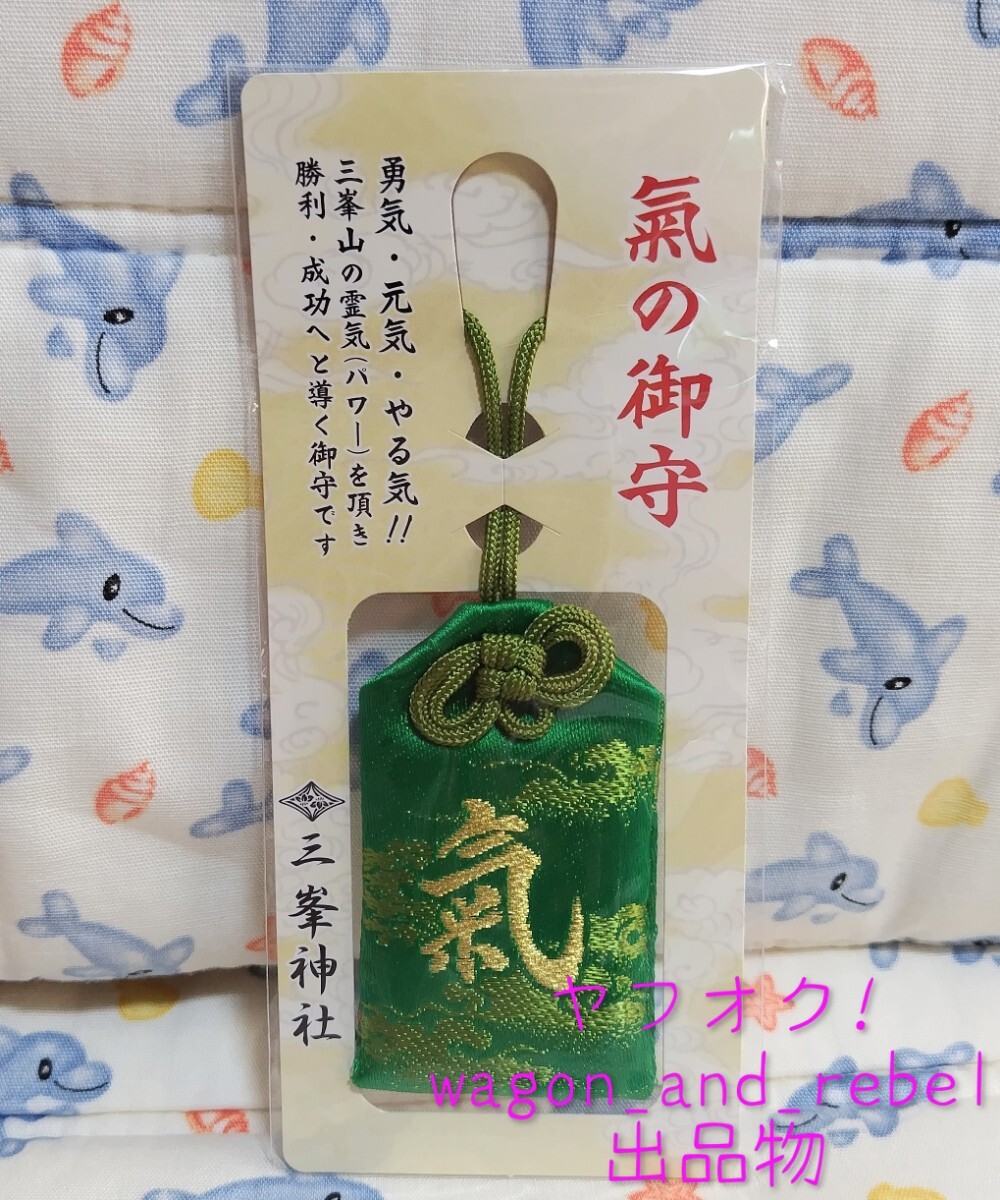 氣の御守
勇気・元気・やる気!!
三峯山の霊気(パワー)を頂き
勝利・成功へと導く御守です
三峯神社
氣
ヤフオク!
wagon_and_rebel
出品物